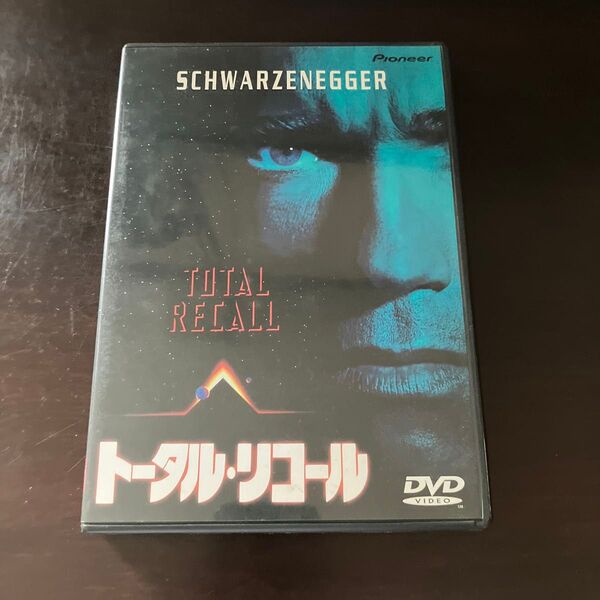 Pioneer
SCHWARZENEGGER
TOTAL
RECALL
トータル・リコール
DVD
VIDEO